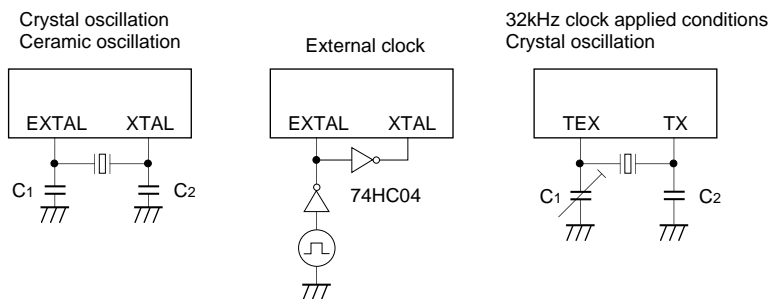 Crystal oscillation
Ceramic oscillation
EXTAL XTAL
C1 C2
External clock
EXTAL XTAL
74HC04
32kHz clock applied conditions
Crystal oscillation
TEX TX
C1 C2